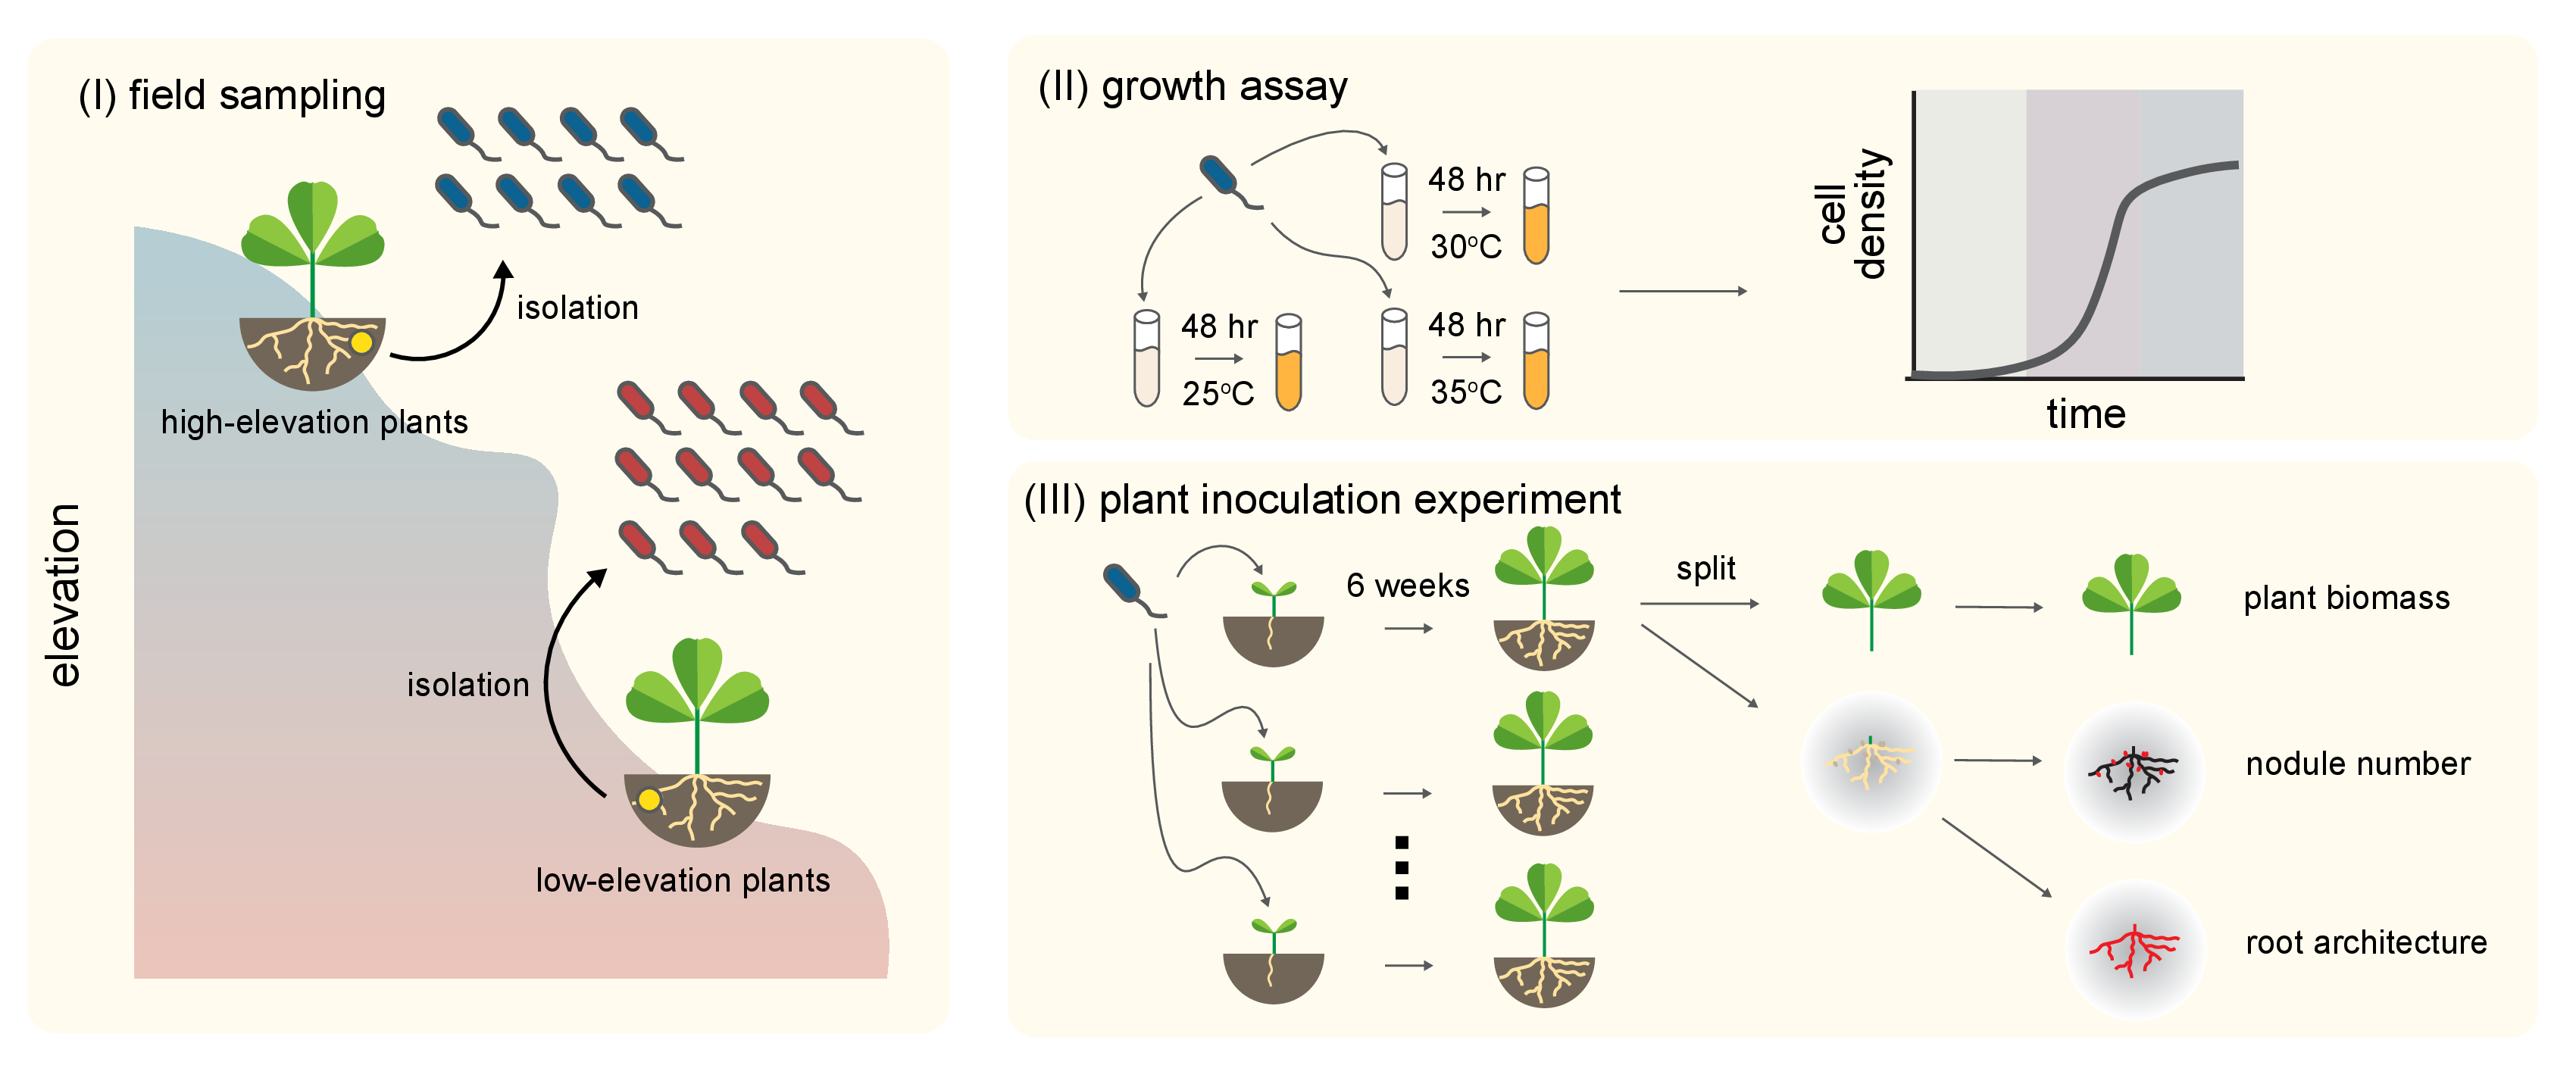 (I) field sampling
isolation
high-elevation plants
elevation
isolation
low-elevation plants
(II) growth assay
48 hr
30°C
48 hr
25°C
48 hr
35°C
cell
density
time
(III) plant inoculation experiment
6 weeks
split
plant biomass
nodule number
root architecture